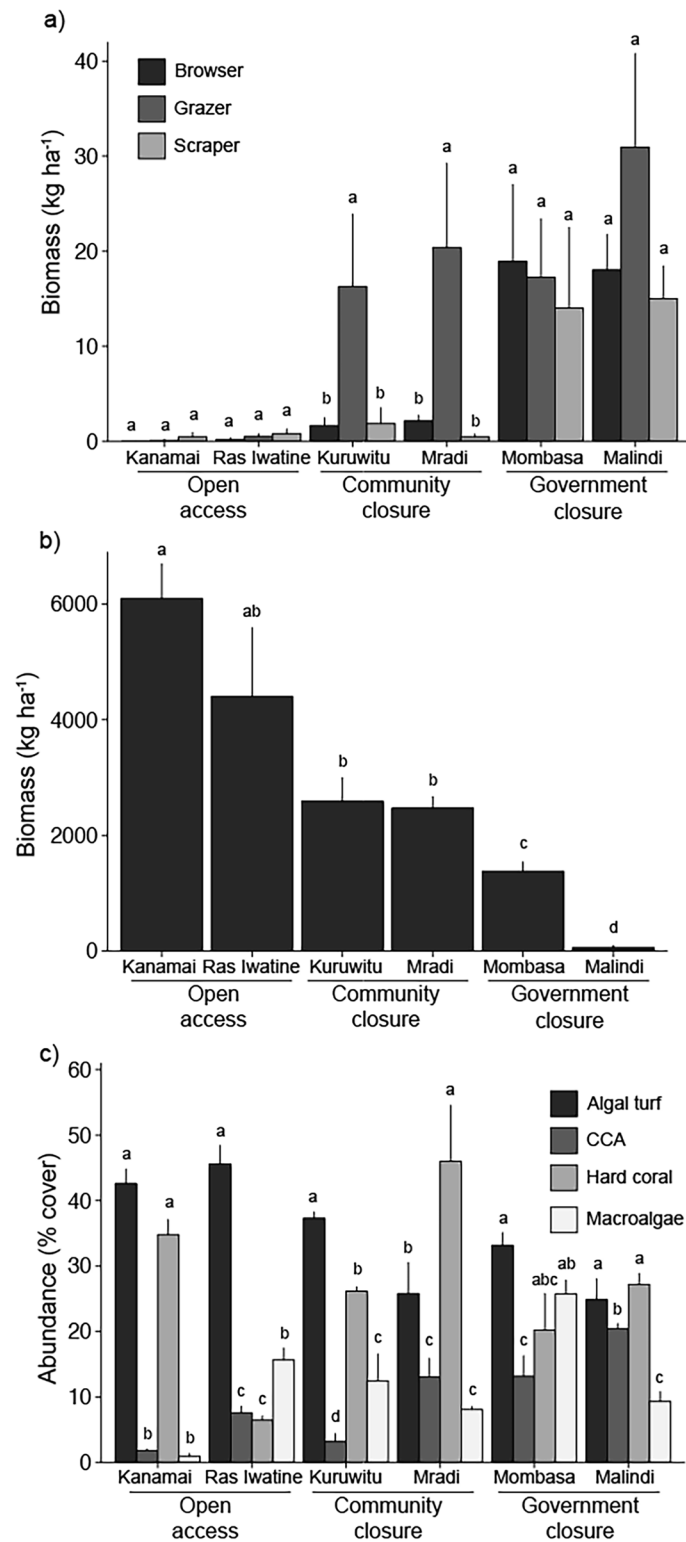 a)
40
30
20
10
0
Biomass (kg ha-1)
Browser
Grazer
Scraper
a a a a a a b a b b a b a a a a a a
Kanamai Ras Iwatine Kuruwitu Mradi Mombasa Malindi
Open access
Community closure
Government closure
b)
6000
4000
2000
0
Biomass (kg ha-1)
a ab b b c d
Kanamai Ras Iwatine Kuruwitu Mradi Mombasa Malindi
Open access
Community closure
Government closure
c)
60
50
40
30
20
10
0
Abundance (% cover)
Algal turf
CCA
Hard coral
Macroalgae
a b a b a c c b a d b c b c a c a c abc ab a b a c
Kanamai Ras Iwatine Kuruwitu Mradi Mombasa Malindi
Open access
Community closure
Government closure